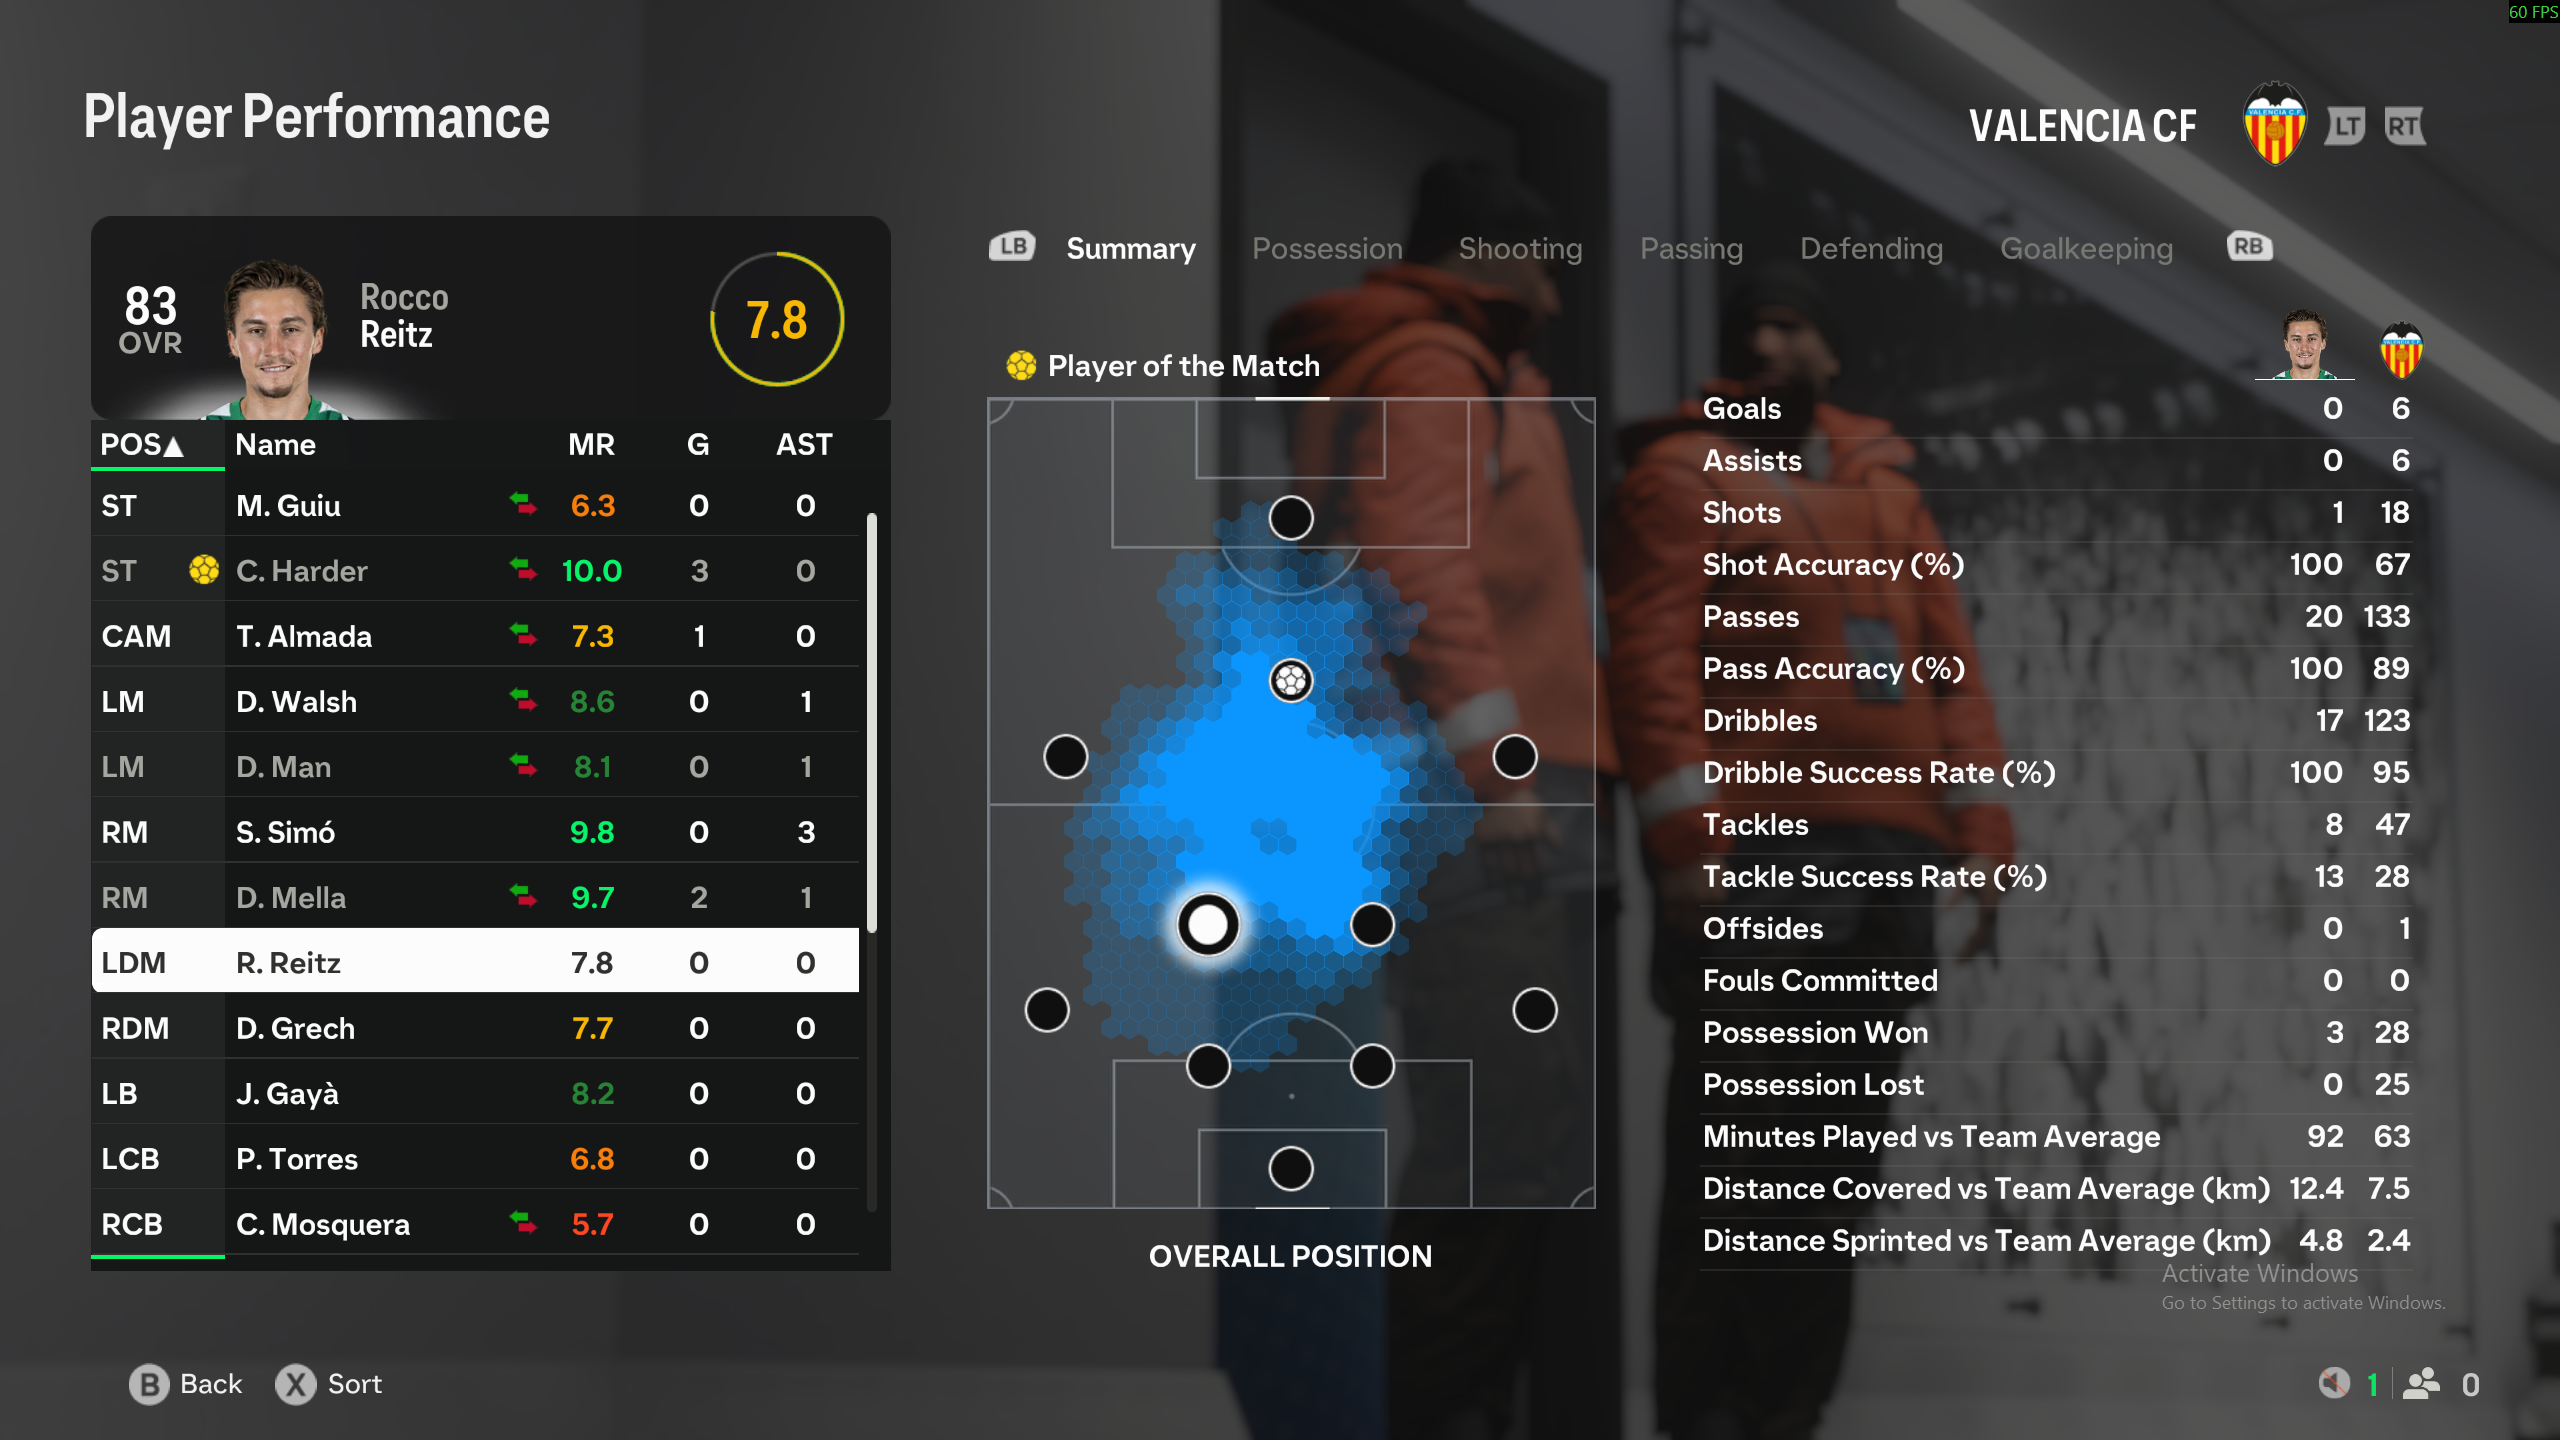 60 FPS
Player Performance
VALENCIA CF LT RT
83 OVR Rocco Reitz 7.8
LB Summary Possession Shooting Passing Defending Goalkeeping RB
POS▲ Name MR G AST
ST M. Guiu 6.3 0 0
ST C. Harder 10.0 3 0
CAM T. Almada 7.3 1 0
LM D. Walsh 8.6 0 1
LM D. Man 8.1 0 1
RM S. Simó 9.8 0 3
RM D. Mella 9.7 2 1
LDM R. Reitz 7.8 0 0
RDM D. Grech 7.7 0 0
LB J. Gayà 8.2 0 0
LCB P. Torres 6.8 0 0
RCB C. Mosquera 5.7 0 0
Player of the Match
OVERALL POSITION
Goals 0 6
Assists 0 6
Shots 1 18
Shot Accuracy (%) 100 67
Passes 20 133
Pass Accuracy (%) 100 89
Dribbles 17 123
Dribble Success Rate (%) 100 95
Tackles 8 47
Tackle Success Rate (%) 13 28
Offsides 0 1
Fouls Committed 0 0
Possession Won 3 28
Possession Lost 0 25
Minutes Played vs Team Average 92 63
Distance Covered vs Team Average (km) 12.4 7.5
Distance Sprinted vs Team Average (km) 4.8 2.4
Activate Windows
Go to Settings to activate Windows.
B Back X Sort
1 0